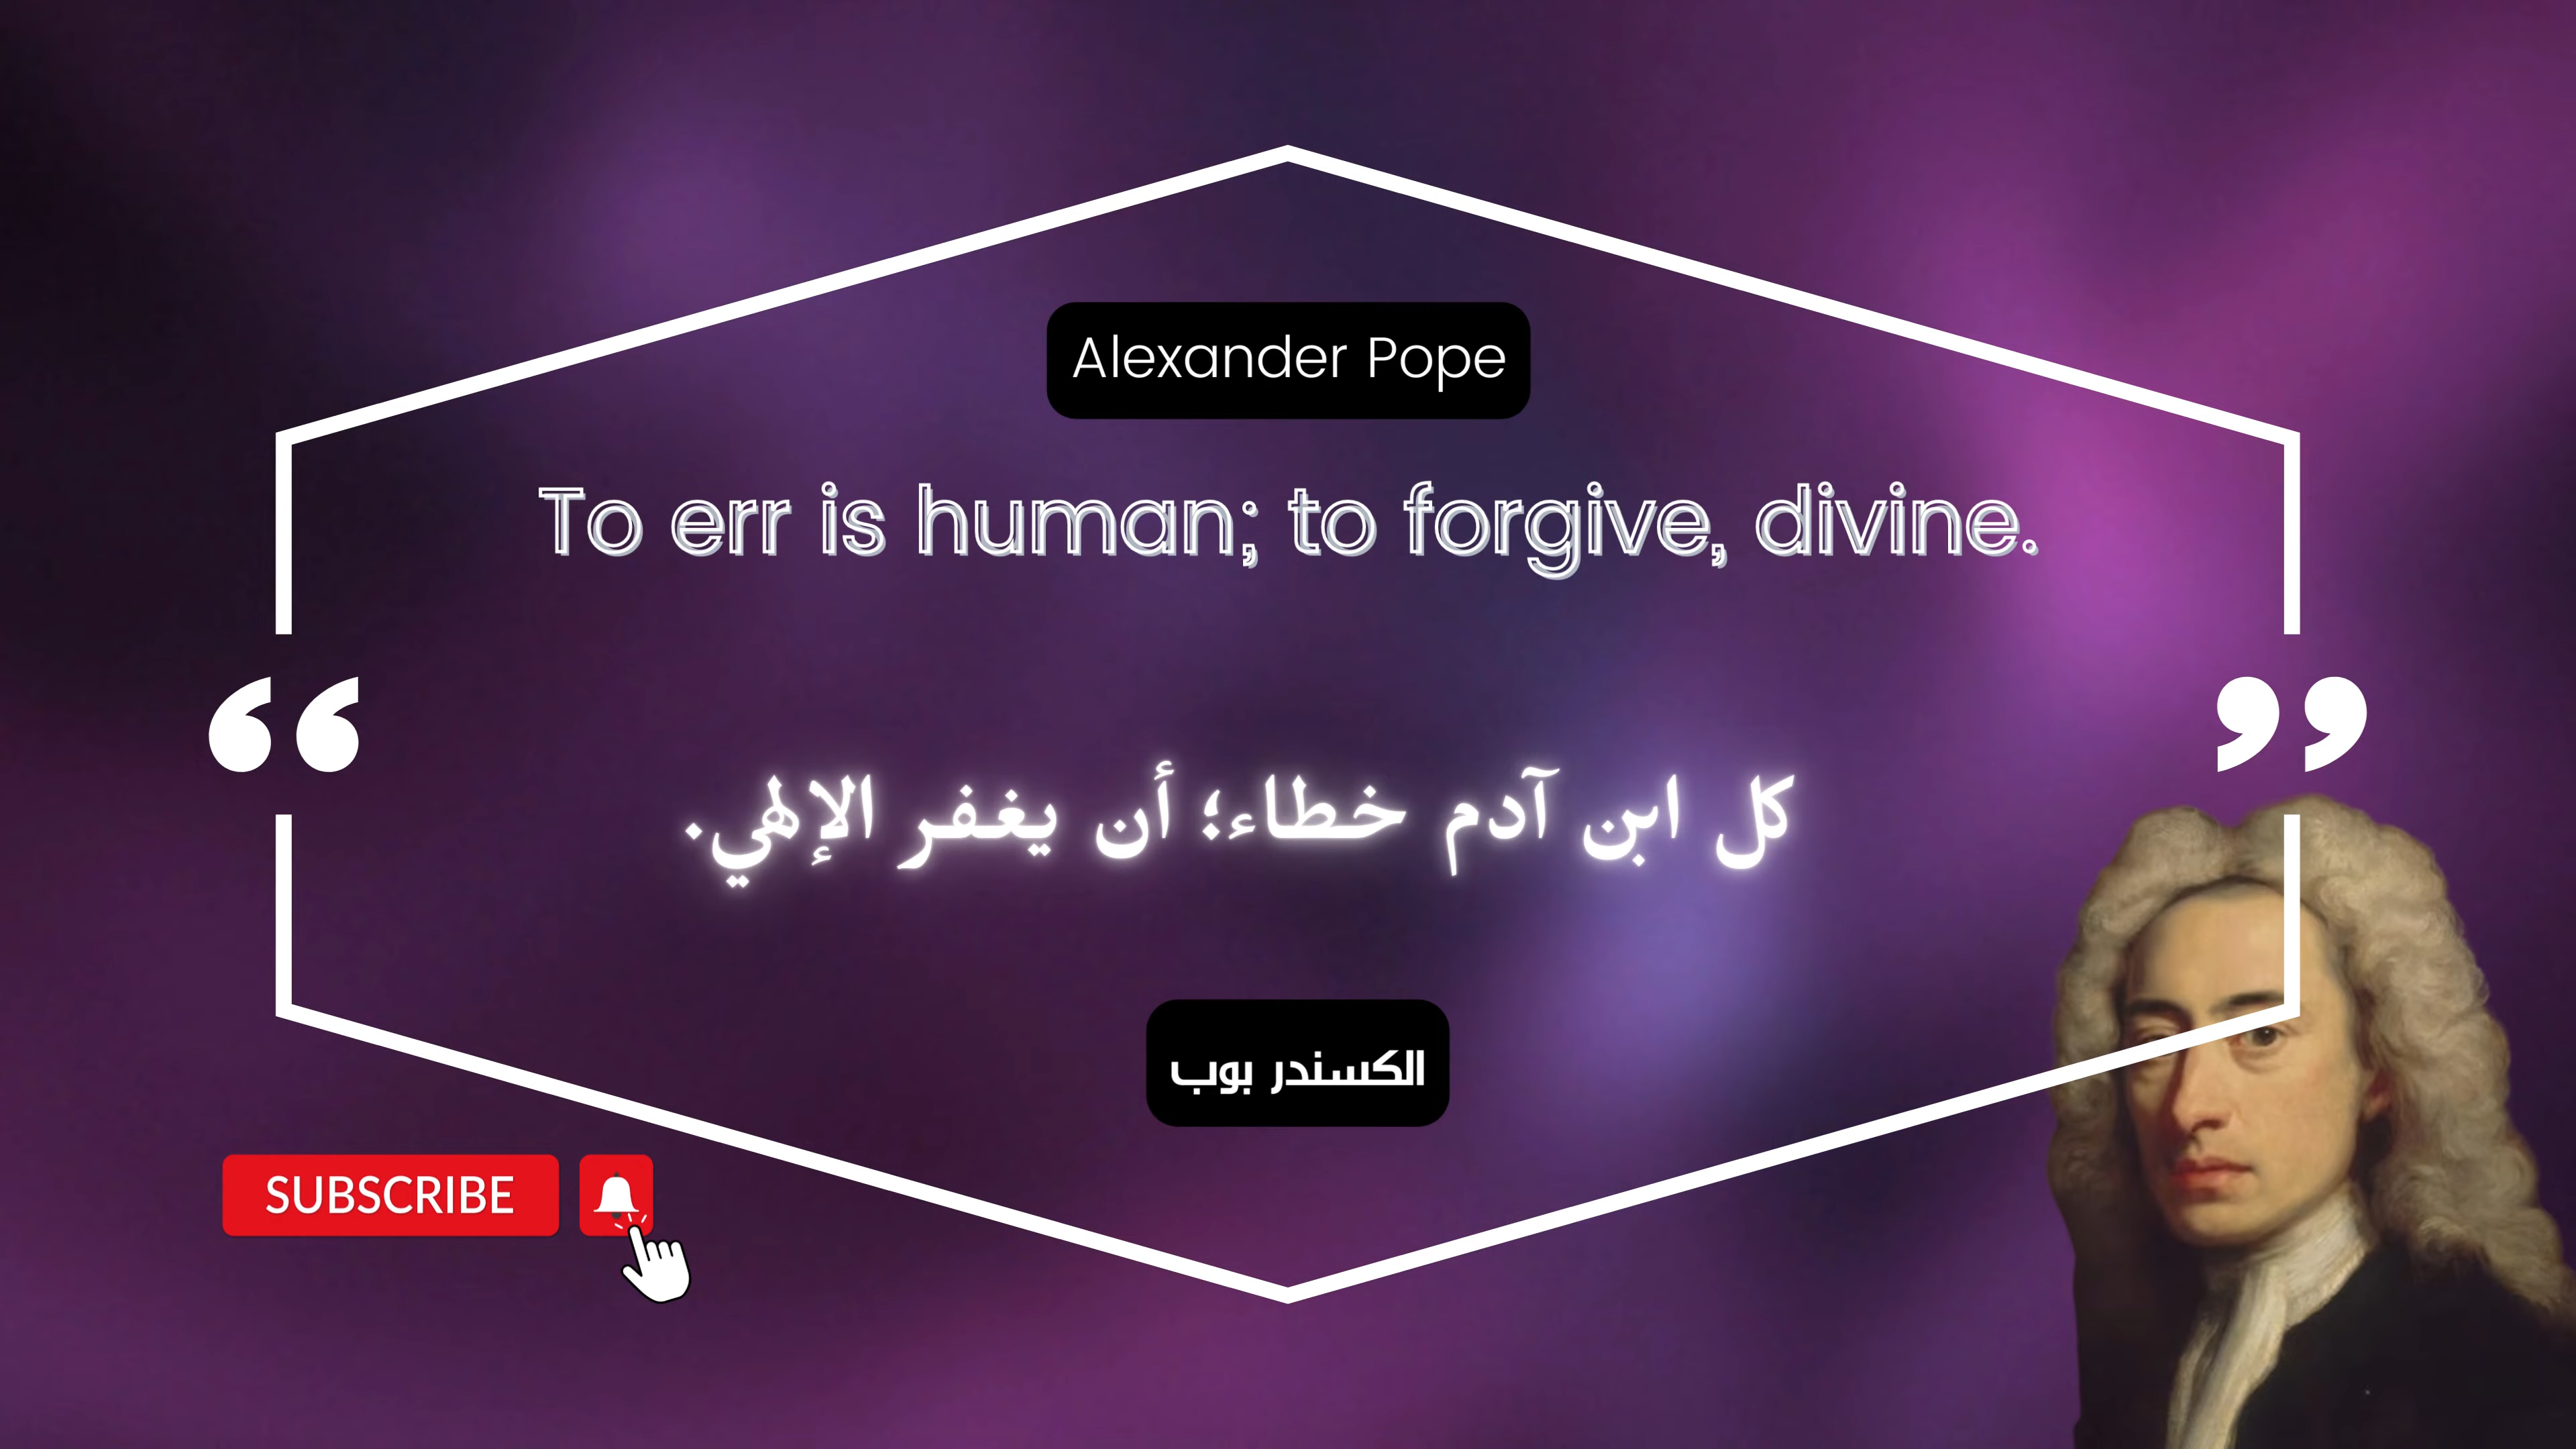 Alexander Pope
To err is human; to forgive, divine.
كل ابن آدم خطاء؛ أن يغفر الإلهي.
الكسندر بوب
SUBSCRIBE